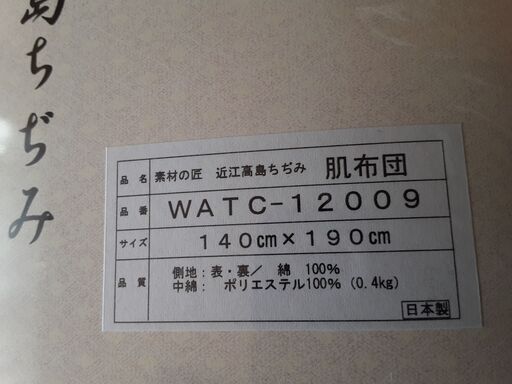 島ちぢみ
品名 素材の匠 近江高島ちぢみ 肌布団
品番 WATC-12009
サイズ 140cm×190cm
品質 側地:表・裏/ 綿 100%
中綿: ポリエステル100%(0.4kg)
日本製